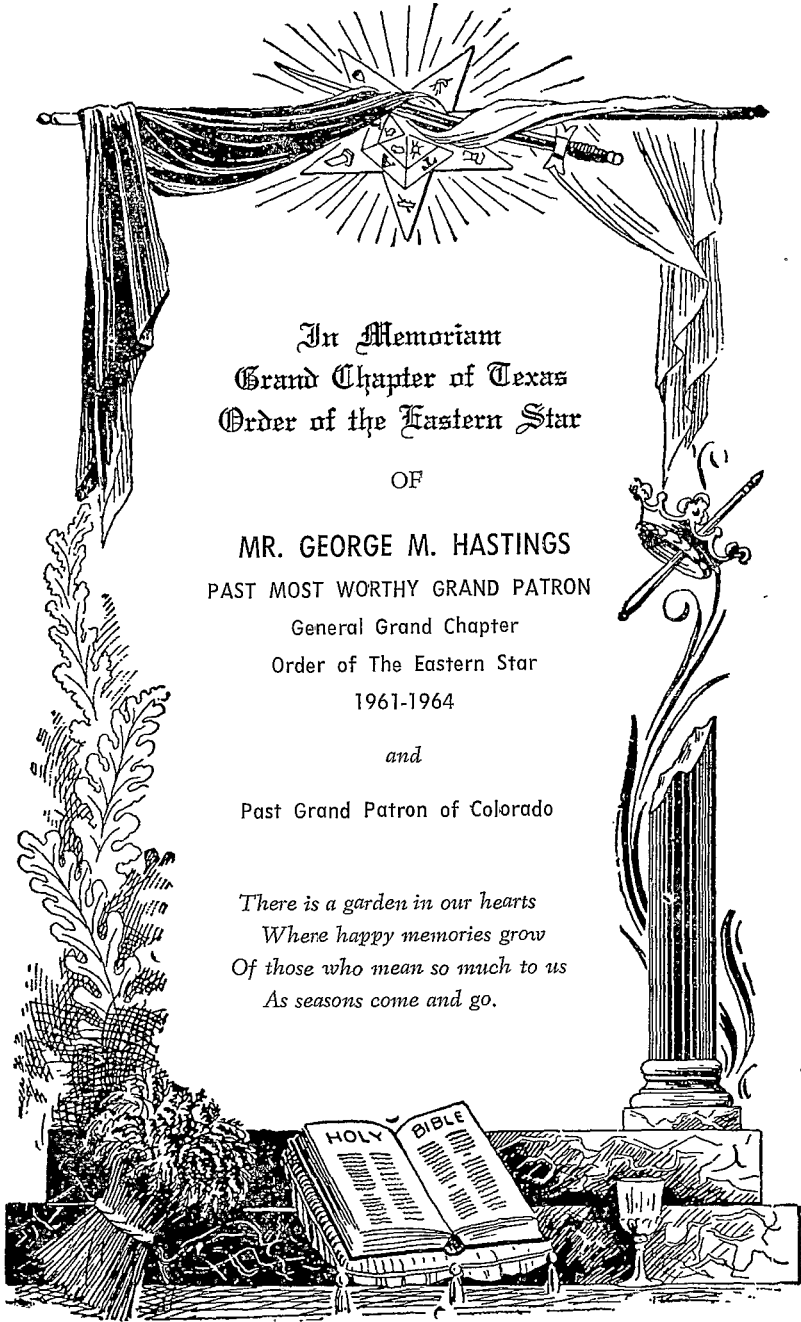 In Memoriam
Grand Chapter of Texas
Order of the Eastern Star
OF
MR. GEORGE M. HASTINGS
PAST MOST WORTHY GRAND PATRON
General Grand Chapter
Order of The Eastern Star
1961-1964
and
Past Grand Patron of Colorado
There is a garden in our hearts
Where happy memories grow
Of those who mean so much to us
As seasons come and go.
HOLY BIBLE